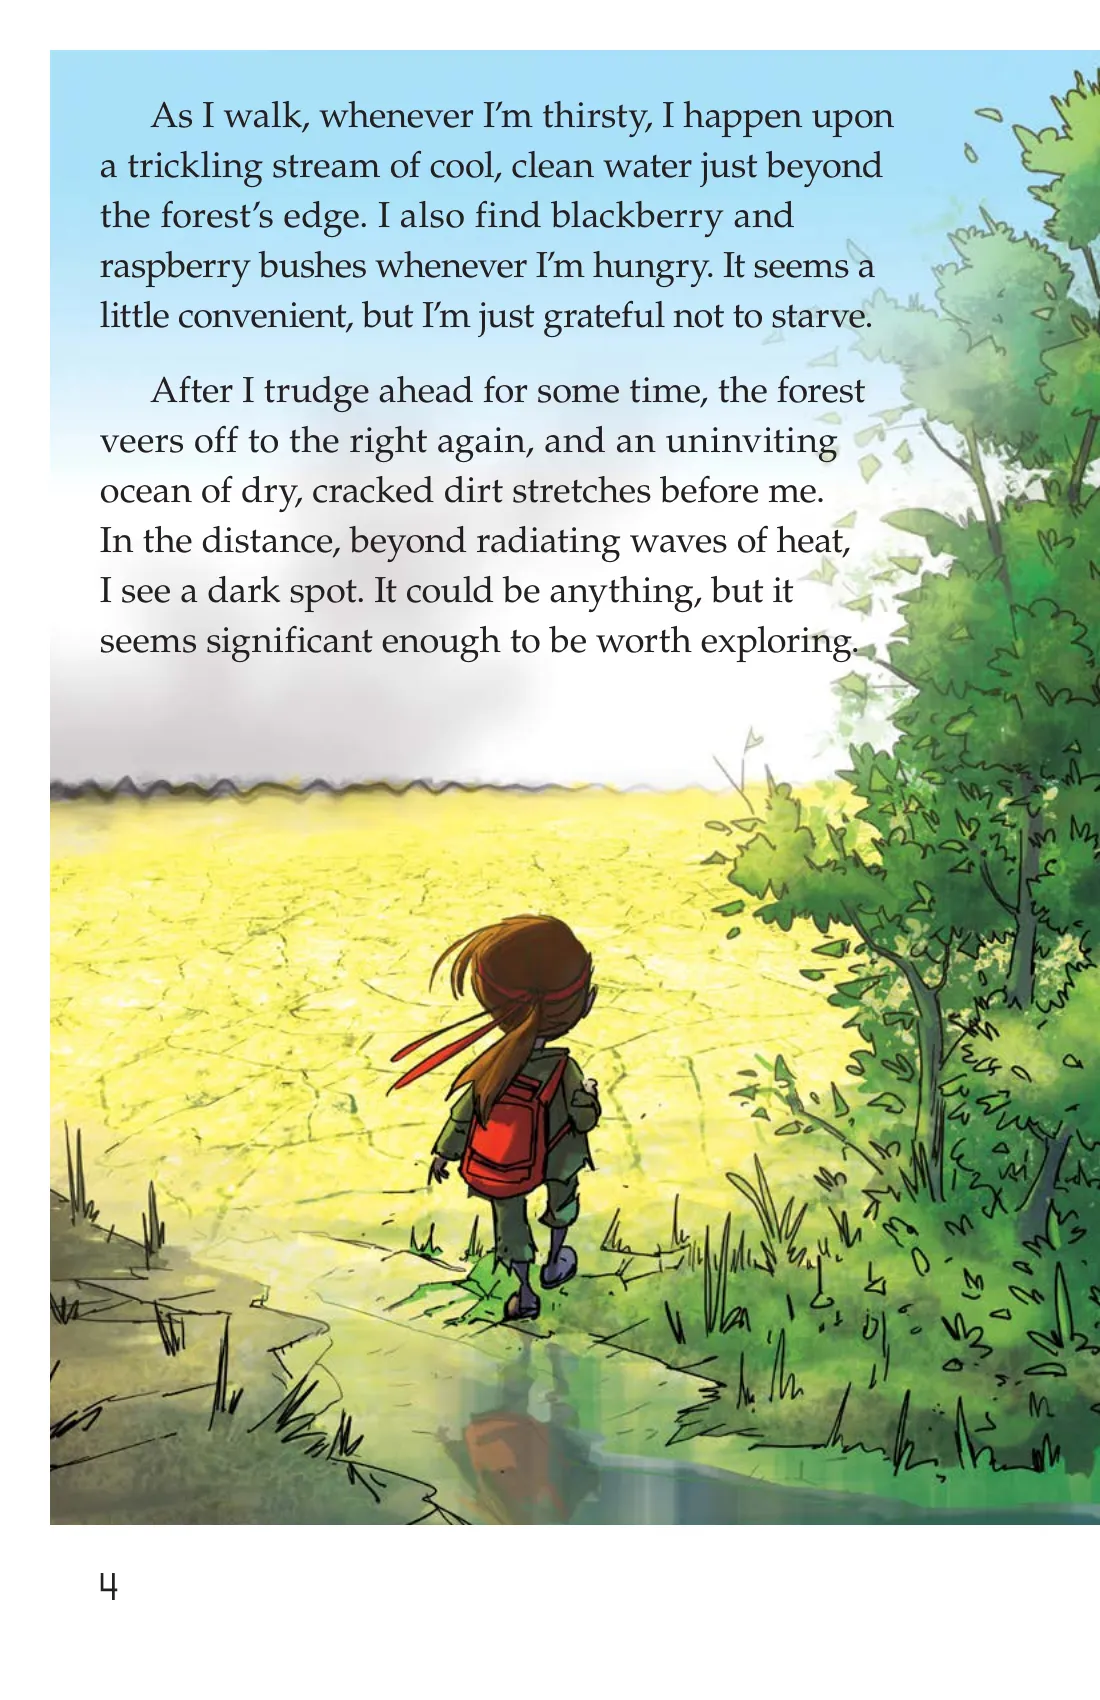 As I walk, whenever I’m thirsty, I happen upon
a trickling stream of cool, clean water just beyond
the forest’s edge. I also find blackberry and
raspberry bushes whenever I’m hungry. It seems a
little convenient, but I’m just grateful not to starve.
After I trudge ahead for some time, the forest
veers off to the right again, and an uninviting
ocean of dry, cracked dirt stretches before me.
In the distance, beyond radiating waves of heat,
I see a dark spot. It could be anything, but it
seems significant enough to be worth exploring.
4